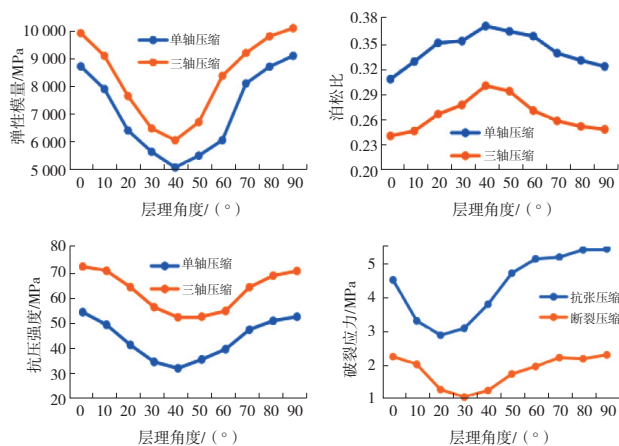 10 000
9 000
8 000
7 000
6 000
5 000
弹性模量/MPa
单轴压缩
三轴压缩
0 10 20 30 40 50 60 70 80 90
层理角度/（°）
0.38
0.35
0.32
0.29
0.26
0.23
0.20
泊松比
单轴压缩
三轴压缩
0 10 20 30 40 50 60 70 80 90
层理角度/（°）
80
70
60
50
40
30
20
抗压强度/MPa
单轴压缩
三轴压缩
0 10 20 30 40 50 60 70 80 90
层理角度/（°）
5
4
3
2
1
破裂应力/MPa
抗张压缩
断裂压缩
0 10 20 30 40 50 60 70 80 90
层理角度/（°）